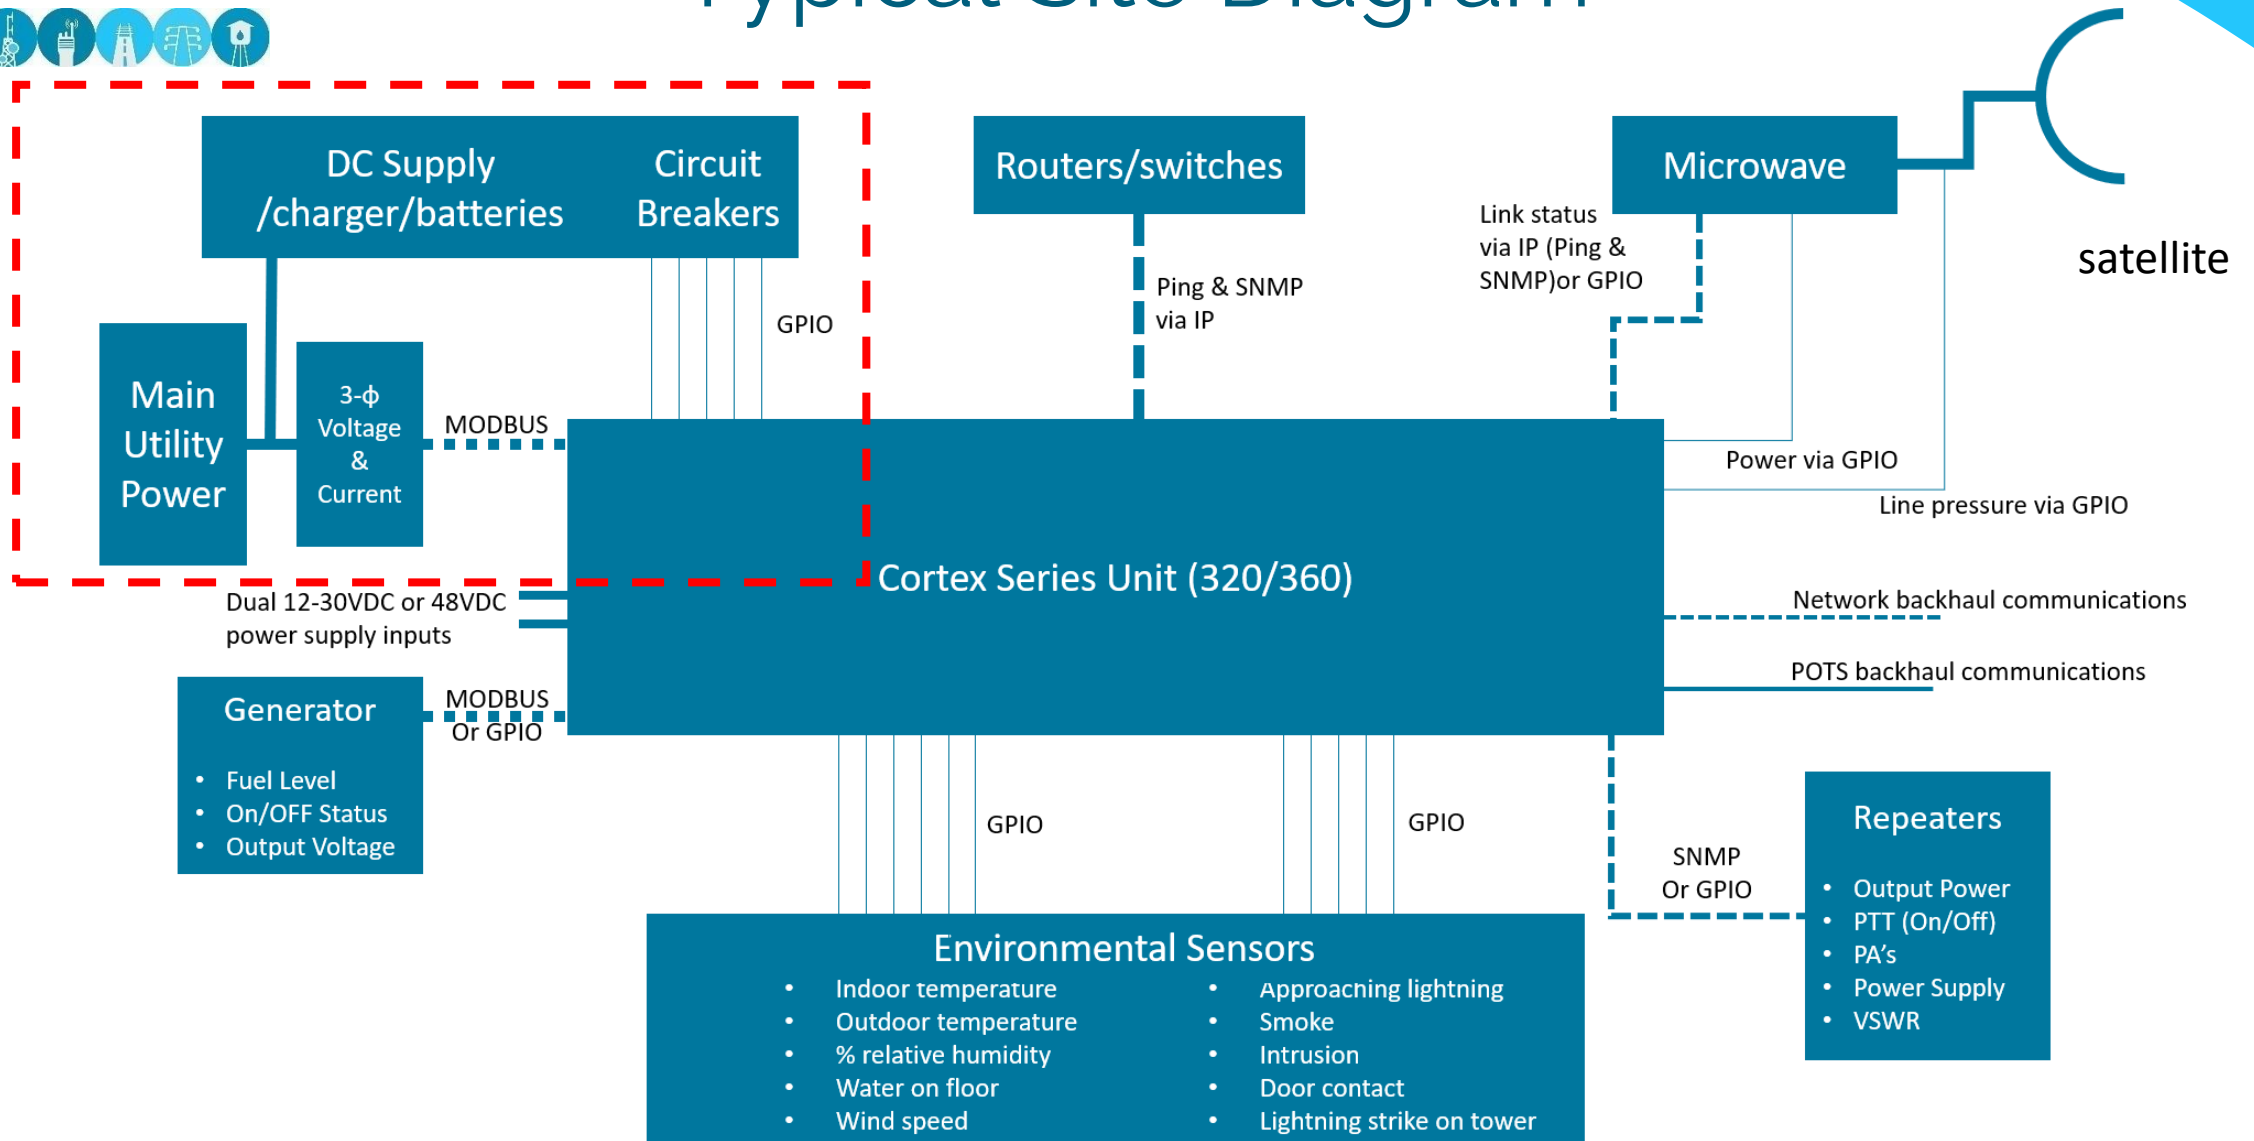 Typical Site Diagram
DC Supply
/charger/batteries
Circuit
Breakers
Routers/switches
Microwave
satellite
Link status
via IP (Ping &
SNMP)or GPIO
Ping & SNMP
via IP
GPIO
Main
Utility
Power
3-ϕ
Voltage
&
Current
MODBUS
Power via GPIO
Line pressure via GPIO
Cortex Series Unit (320/360)
Dual 12-30VDC or 48VDC
power supply inputs
Network backhaul communications
POTS backhaul communications
Generator
• Fuel Level
• On/OFF Status
• Output Voltage
MODBUS
Or GPIO
GPIO
GPIO
SNMP
Or GPIO
Repeaters
• Output Power
• PTT (On/Off)
• PA’s
• Power Supply
• VSWR
Environmental Sensors
• Indoor temperature
• Outdoor temperature
• % relative humidity
• Water on floor
• Wind speed
• Approaching lightning
• Smoke
• Intrusion
• Door contact
• Lightning strike on tower